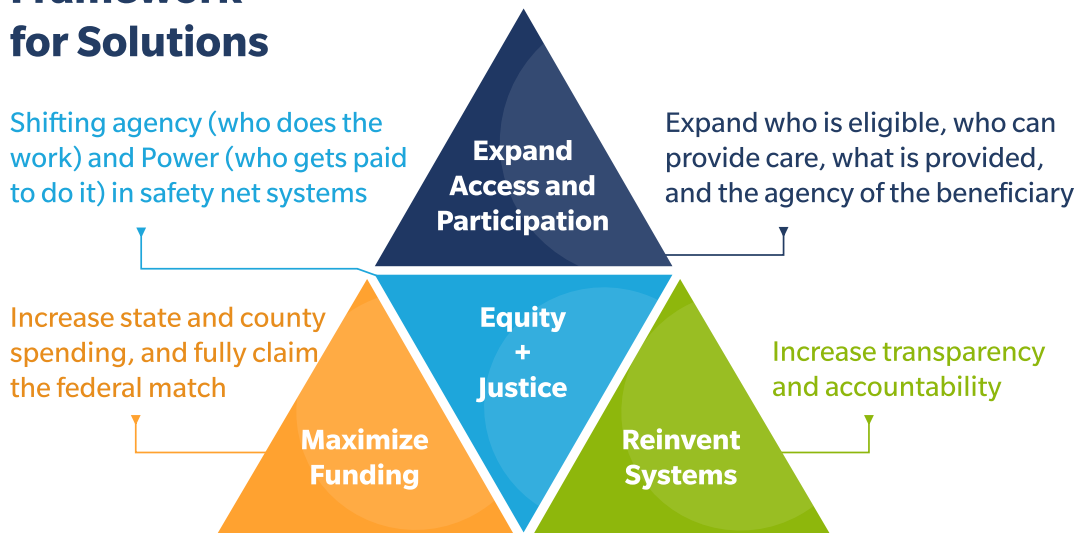 Framework
for Solutions
Shifting agency (who does the
work) and Power (who gets paid
to do it) in safety net systems
Expand
Access and
Participation
Expand who is eligible, who can
provide care, what is provided,
and the agency of the beneficiary
Increase state and county
spending, and fully claim
the federal match
Equity
+
Justice
Increase transparency
and accountability
Maximize
Funding
Reinvent
Systems